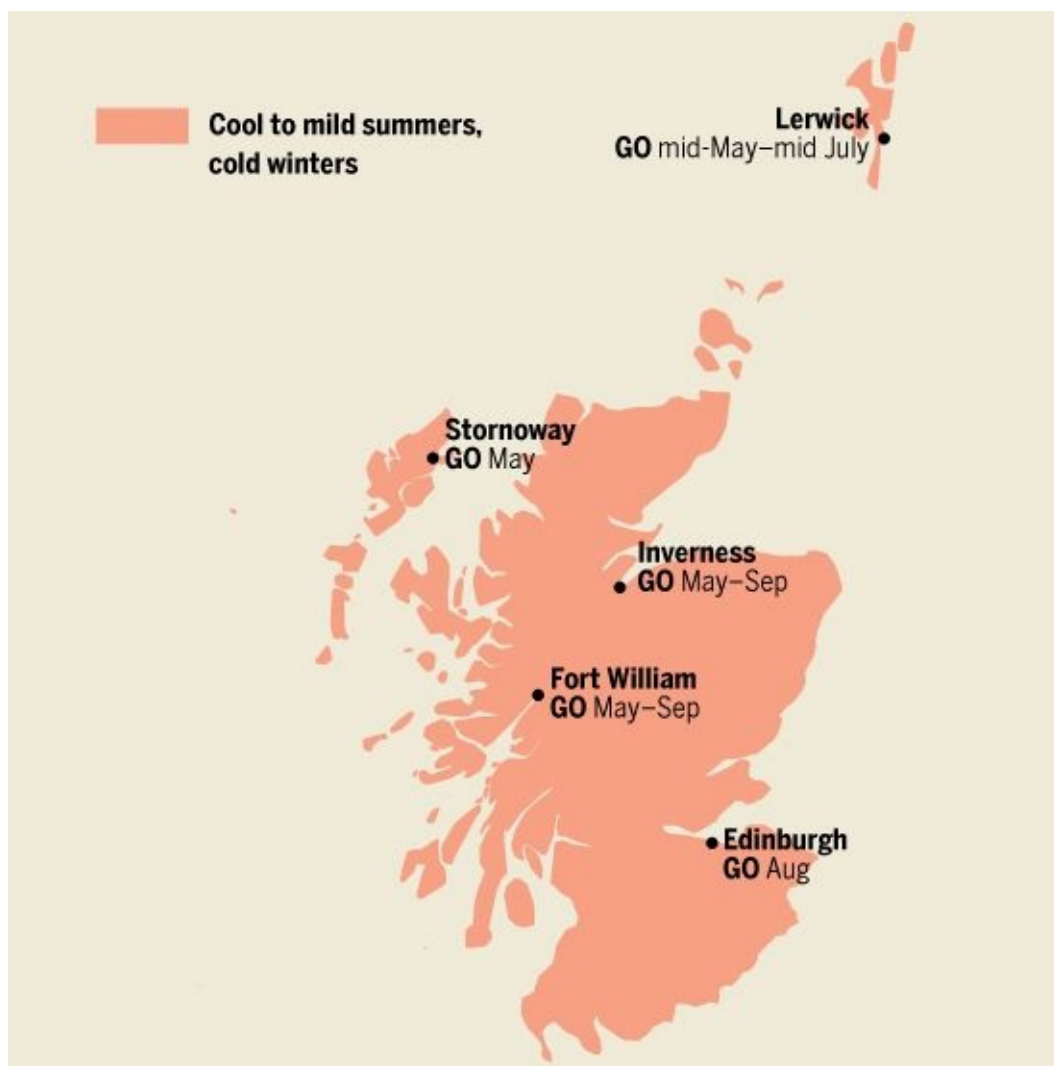 Cool to mild summers,
cold winters
Lerwick
GO mid-May–mid July
Stornoway
GO May
Inverness
GO May–Sep
Fort William
GO May–Sep
Edinburgh
GO Aug